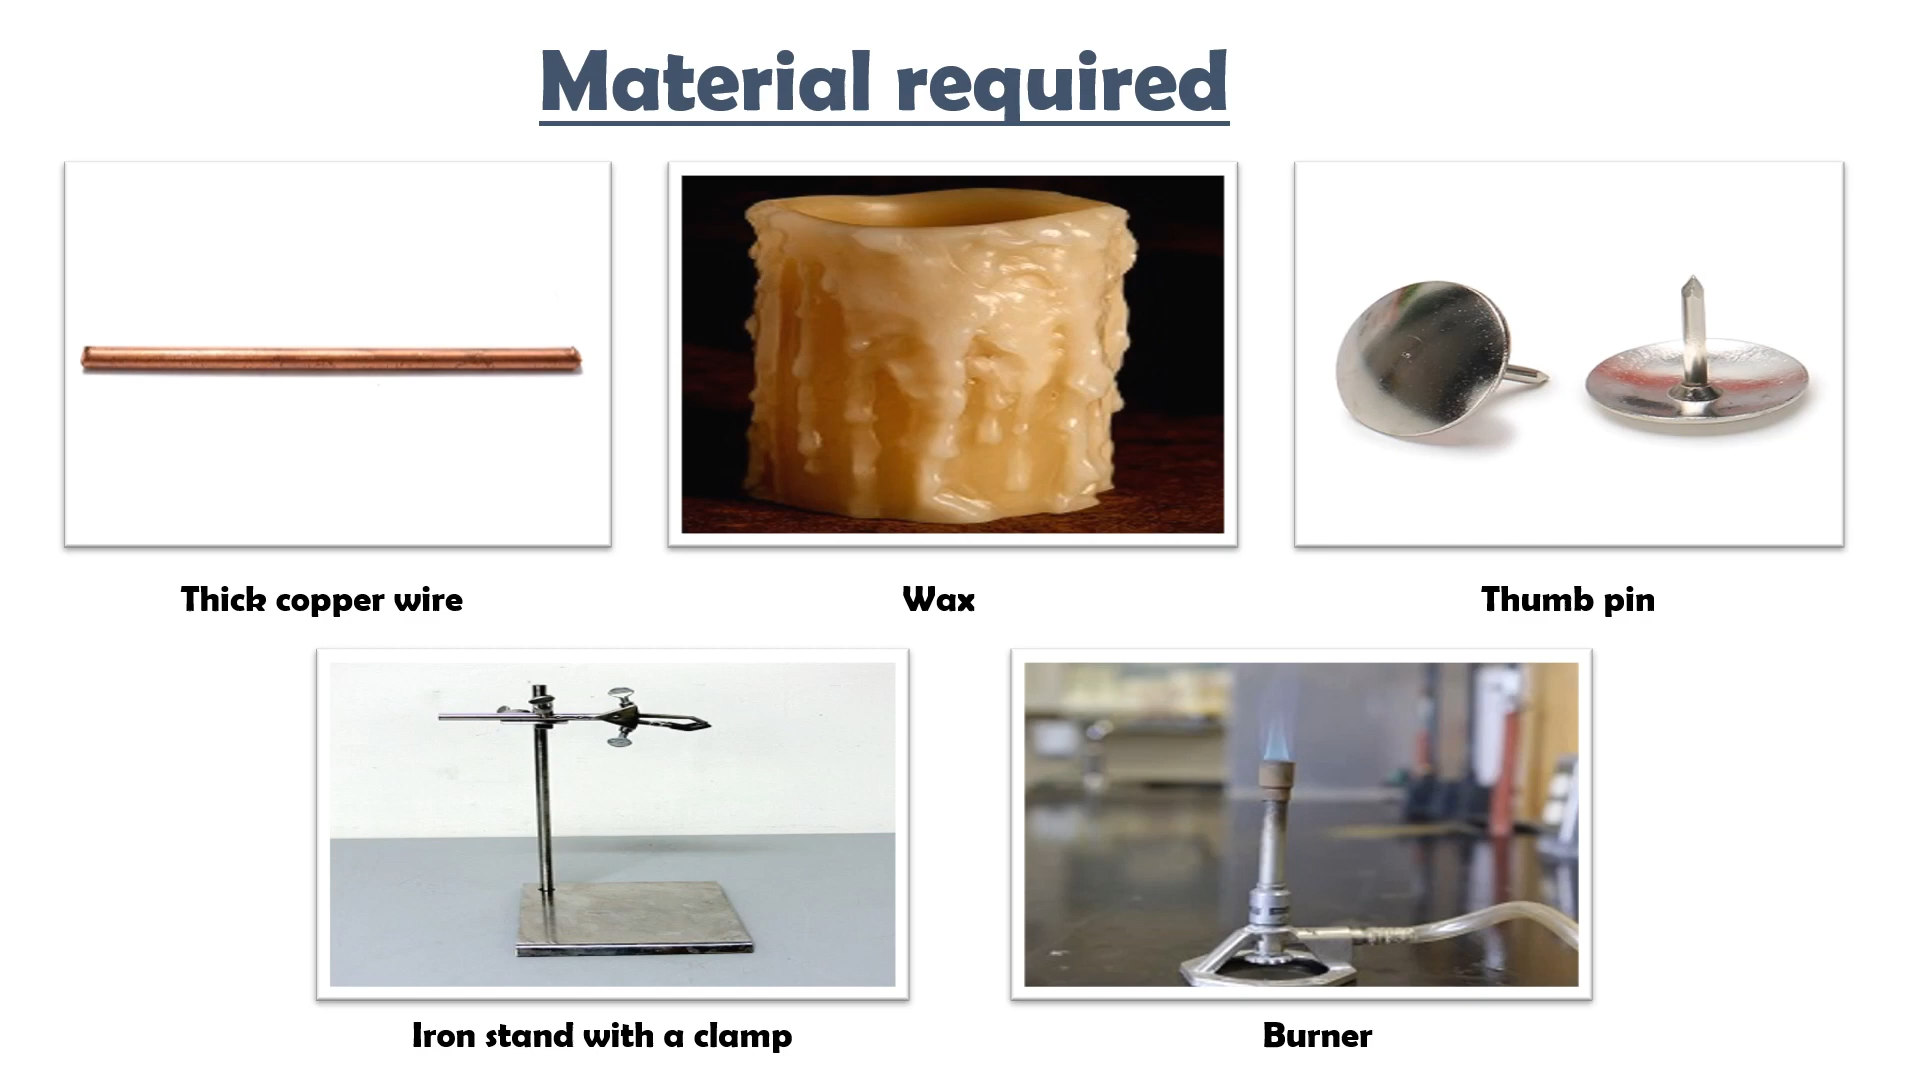 Material required
Thick copper wire
Wax
Thumb pin
Iron stand with a clamp
Burner